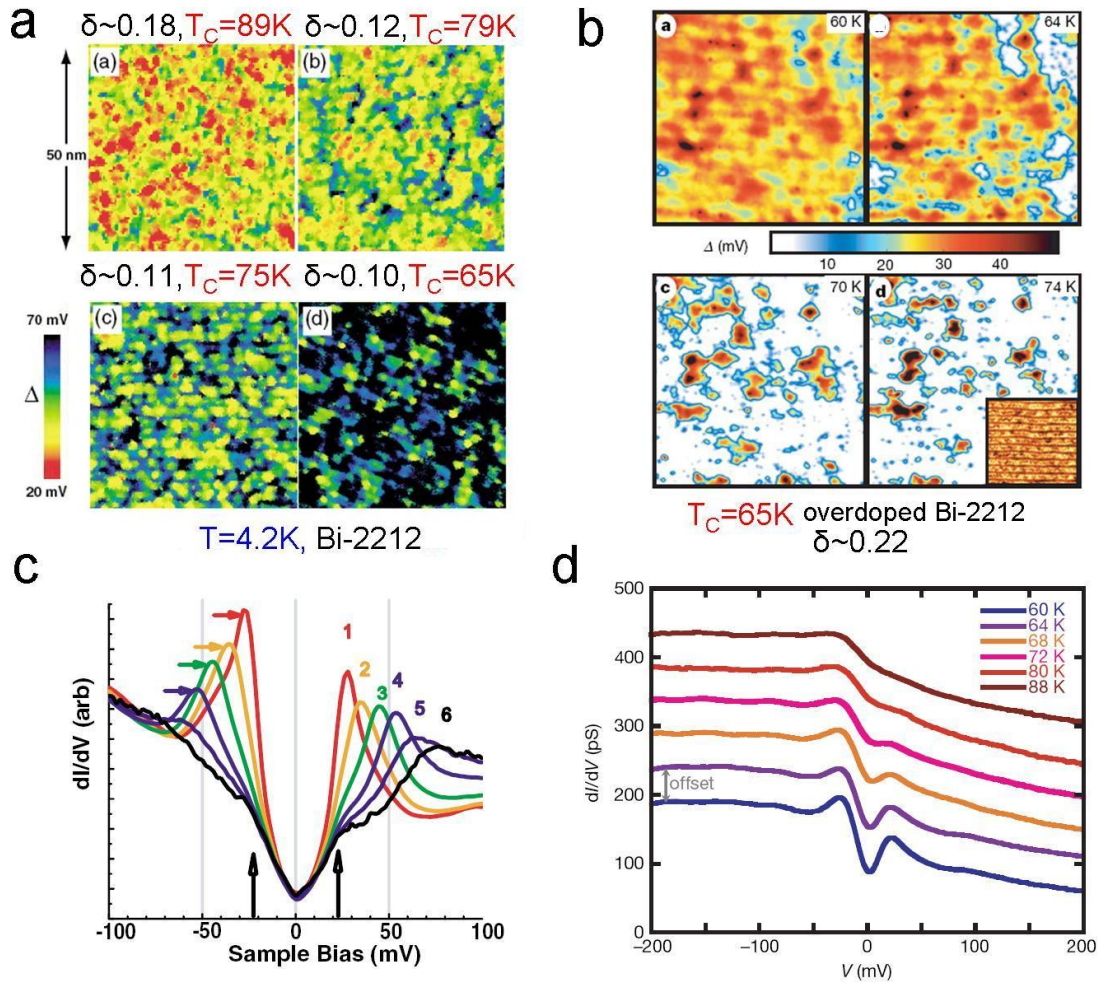 a
δ~0.18,TC=89K
δ~0.12,TC=79K
(a)
(b)
50 nm
δ~0.11,TC=75K
δ~0.10,TC=65K
70 mV
Δ
20 mV
(c)
(d)
T=4.2K, Bi-2212
b
a
60 K
64 K
Δ (mV)
10
20
30
40
c
70 K
d
74 K
TC=65K overdoped Bi-2212
δ~0.22
c
dI/dV (arb)
1
2
3
4
5
6
-100
-50
0
50
100
Sample Bias (mV)
d
dI/dV (pS)
500
400
300
200
100
0
60 K
64 K
68 K
72 K
80 K
88 K
offset
−200
−100
0
100
200
V (mV)